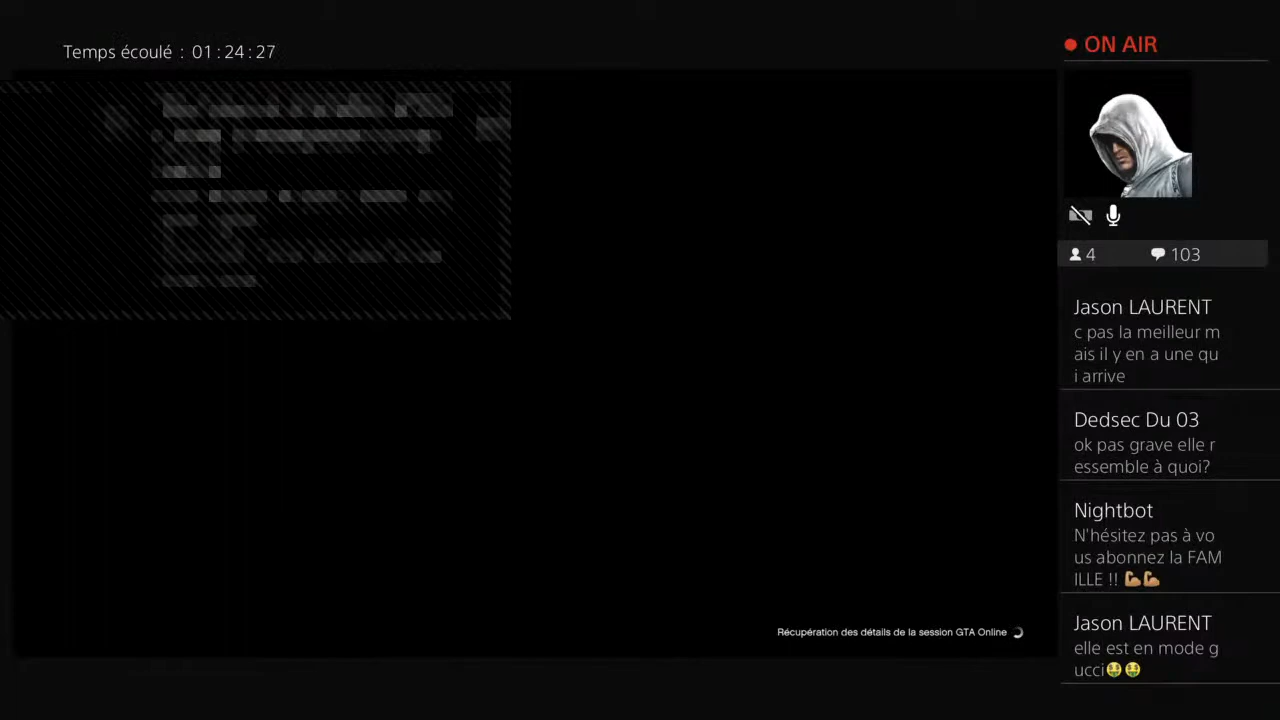 Temps écoulé : 01:24:27
ON AIR
4 103
Jason LAURENT
c pas la meilleur m
ais il y en a une qu
i arrive
Dedsec Du 03
ok pas grave elle r
essemble à quoi?
Nightbot
N'hésitez pas à vo
us abonnez la FAM
ILLE !! 💪🏽💪🏽
Jason LAURENT
elle est en mode g
ucci🤑🤑
Récupération des détails de la session GTA Online